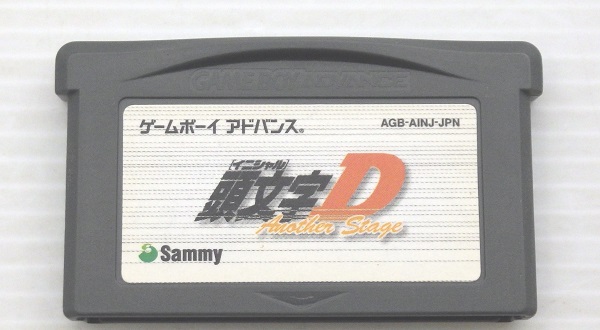 GAME BOY ADVANCE
ゲームボーイ アドバンス® AGB-AINJ-JPN
[イニシャル]
頭文字D
Another Stage
Sammy